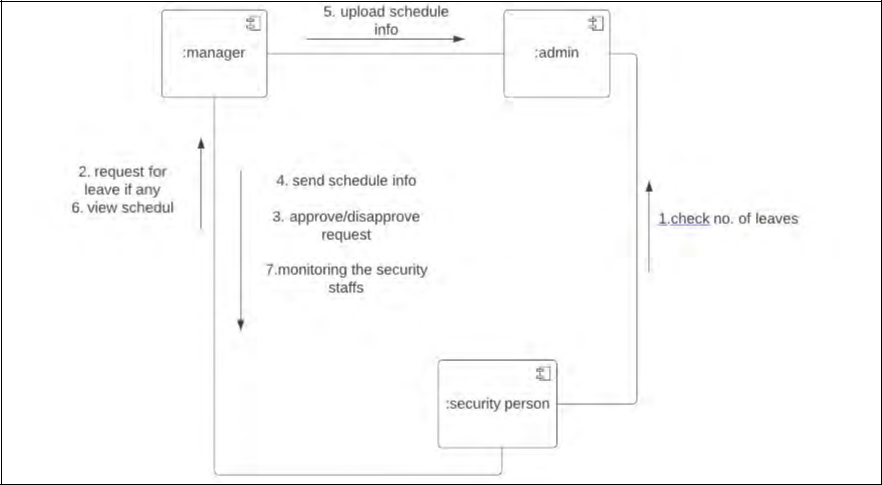 5. upload schedule
info
:manager
:admin
2. request for
leave if any
6. view schedul
4. send schedule info
3. approve/disapprove
request
7.monitoring the security
staffs
1.check no. of leaves
:security person